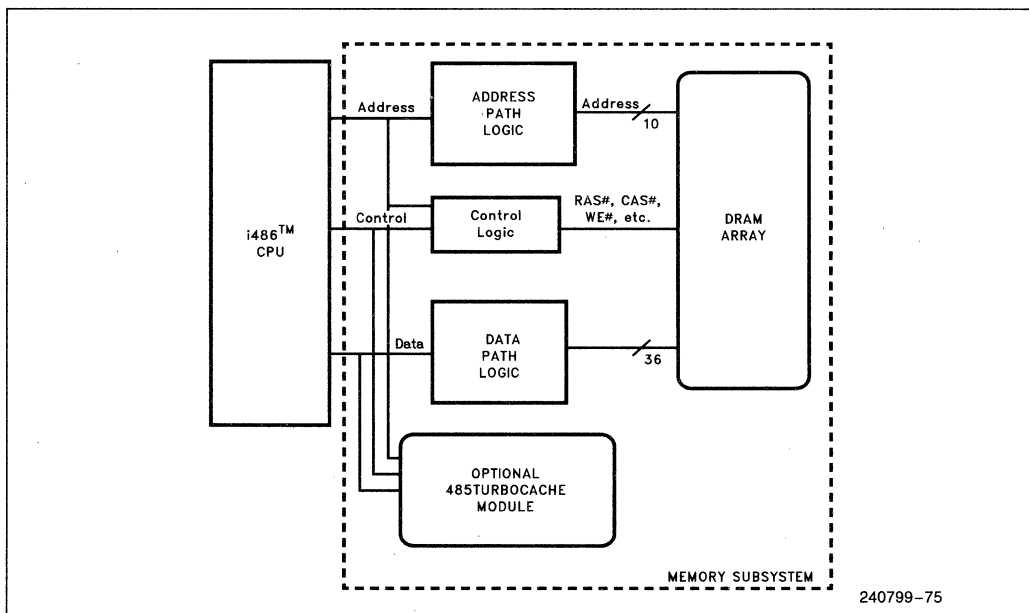 i486™
CPU
Address
ADDRESS
PATH
LOGIC
Address
10
Control
Control
Logic
RAS#, CAS#,
WE#, etc.
DRAM
ARRAY
Data
DATA
PATH
LOGIC
36
OPTIONAL
485TURBOCACHE
MODULE
MEMORY SUBSYSTEM
240799-75